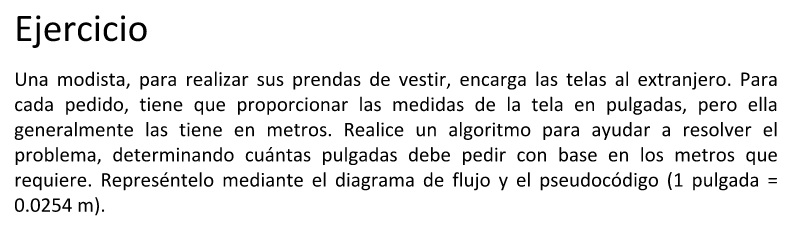 Ejercicio
Una modista, para realizar sus prendas de vestir, encarga las telas al extranjero. Para
cada pedido, tiene que proporcionar las medidas de la tela en pulgadas, pero ella
generalmente las tiene en metros. Realice un algoritmo para ayudar a resolver el
problema, determinando cuántas pulgadas debe pedir con base en los metros que
requiere. Represéntelo mediante el diagrama de flujo y el pseudocódigo (1 pulgada =
0.0254 m).